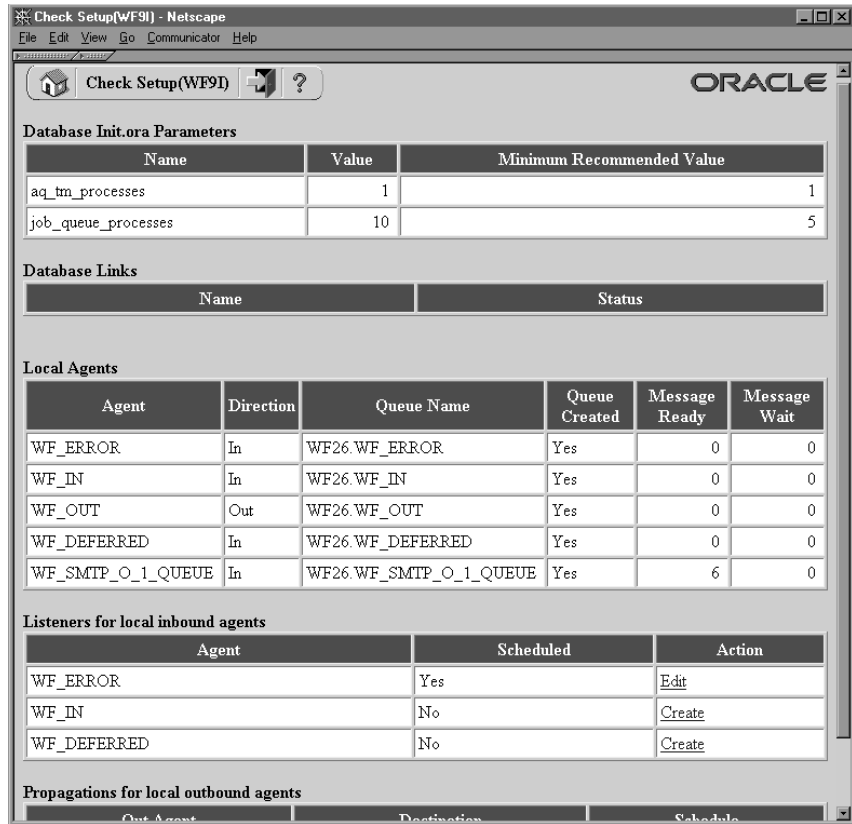 Check Setup(WF9I) - Netscape
File Edit View Go Communicator Help
Check Setup(WF9I) ? ORACLE
Database Init.ora Parameters
Name Value Minimum Recommended Value
aq_tm_processes 1 1
job_queue_processes 10 5
Database Links
Name Status
Local Agents
Agent Direction Queue Name Queue Created Message Ready Message Wait
WF_ERROR In WF26.WF_ERROR Yes 0 0
WF_IN In WF26.WF_IN Yes 0 0
WF_OUT Out WF26.WF_OUT Yes 0 0
WF_DEFERRED In WF26.WF_DEFERRED Yes 0 0
WF_SMTP_O_1_QUEUE In WF26.WF_SMTP_O_1_QUEUE Yes 6 0
Listeners for local inbound agents
Agent Scheduled Action
WF_ERROR Yes Edit
WF_IN No Create
WF_DEFERRED No Create
Propagations for local outbound agents
Out Agent Destination Schedule